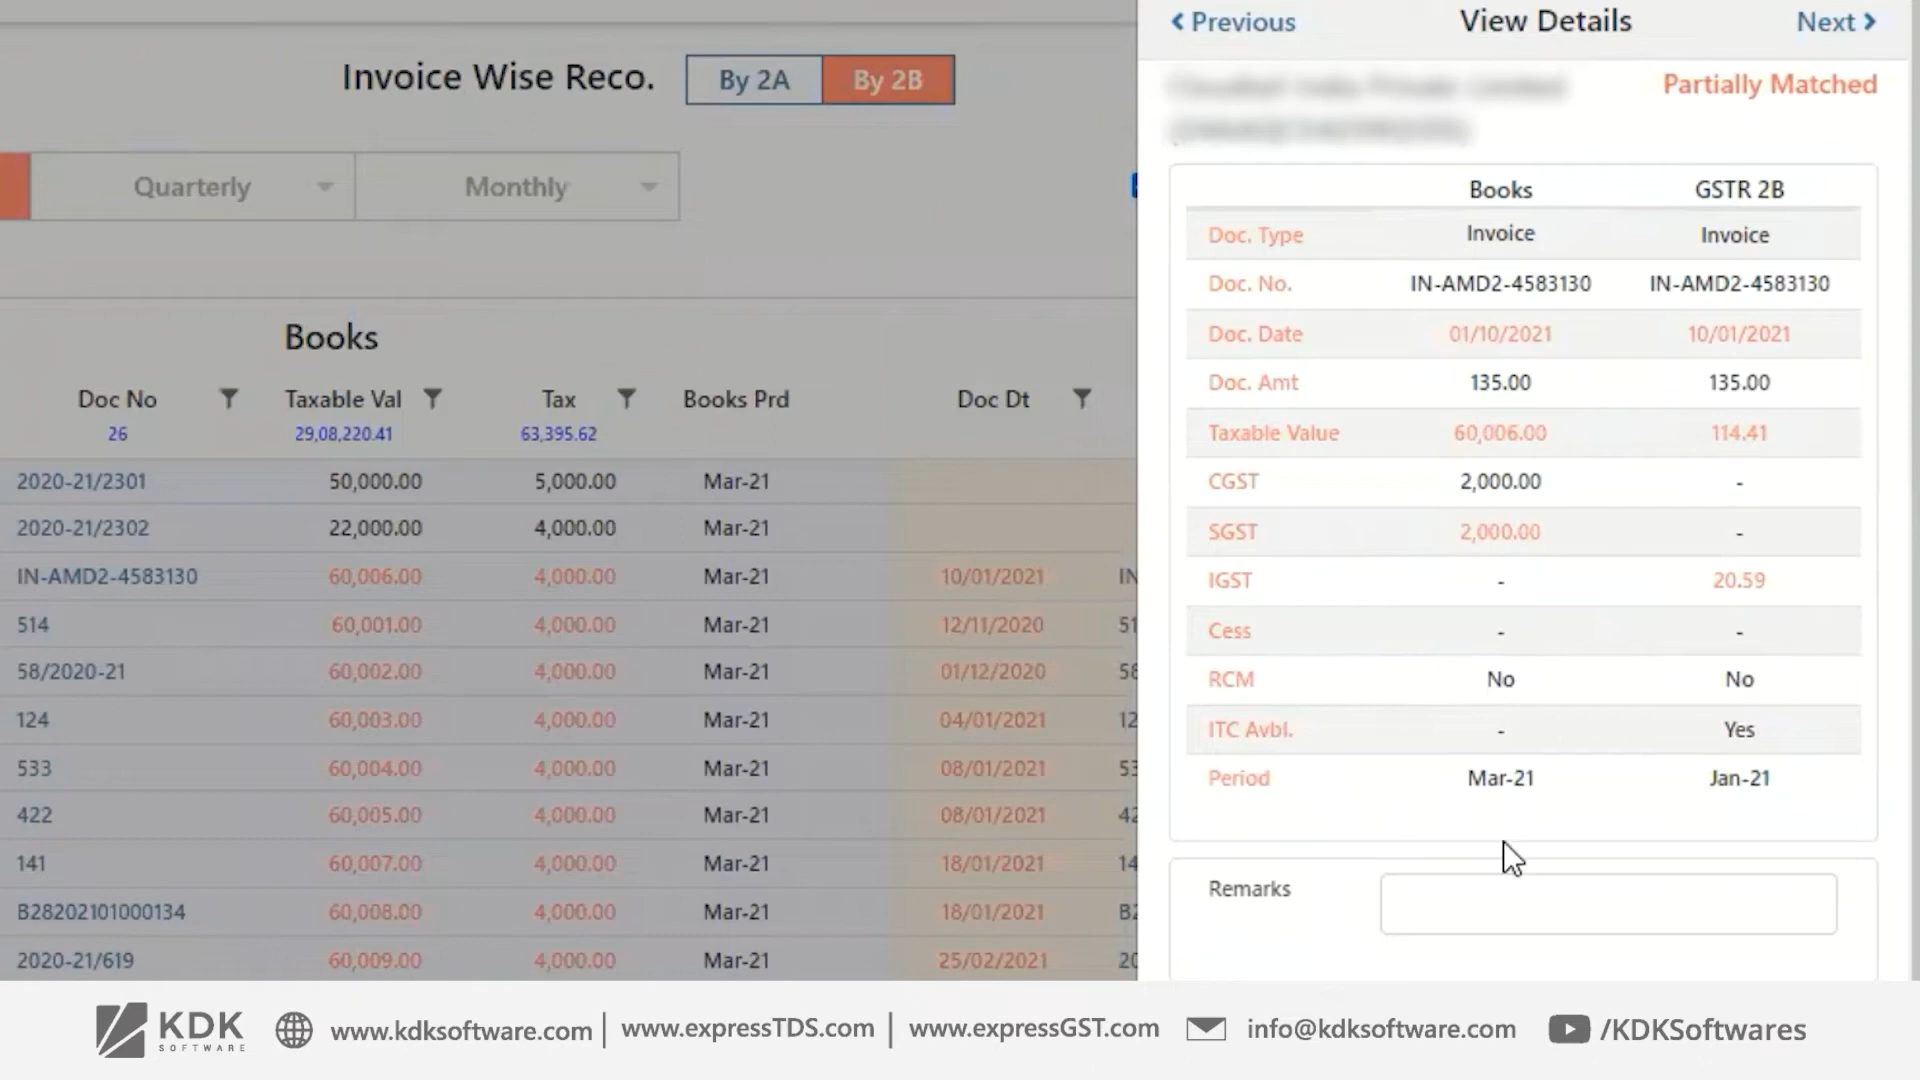 Previous View Details Next
Invoice Wise Reco. By 2A By 2B
Partially Matched
Quarterly Monthly
Books
Doc No Taxable Val Tax Books Prd Doc Dt
26 29,08,220.41 63,395.62
2020-21/2301 50,000.00 5,000.00 Mar-21
2020-21/2302 22,000.00 4,000.00 Mar-21
IN-AMD2-4583130 60,006.00 4,000.00 Mar-21 10/01/2021 IN
514 60,001.00 4,000.00 Mar-21 12/11/2020 51
58/2020-21 60,002.00 4,000.00 Mar-21 01/12/2020 58
124 60,003.00 4,000.00 Mar-21 04/01/2021 12
533 60,004.00 4,000.00 Mar-21 08/01/2021 53
422 60,005.00 4,000.00 Mar-21 08/01/2021 42
141 60,007.00 4,000.00 Mar-21 18/01/2021 14
B28202101000134 60,008.00 4,000.00 Mar-21 18/01/2021 B2
2020-21/619 60,009.00 4,000.00 Mar-21 25/02/2021 20
Books GSTR 2B
Doc. Type Invoice Invoice
Doc. No. IN-AMD2-4583130 IN-AMD2-4583130
Doc. Date 01/10/2021 10/01/2021
Doc. Amt 135.00 135.00
Taxable Value 60,006.00 114.41
CGST 2,000.00 -
SGST 2,000.00 -
IGST - 20.59
Cess - -
RCM No No
ITC Avbl. - Yes
Period Mar-21 Jan-21
Remarks
KDK SOFTWARE www.kdksoftware.com | www.expressTDS.com | www.expressGST.com info@kdksoftware.com /KDKSoftwares